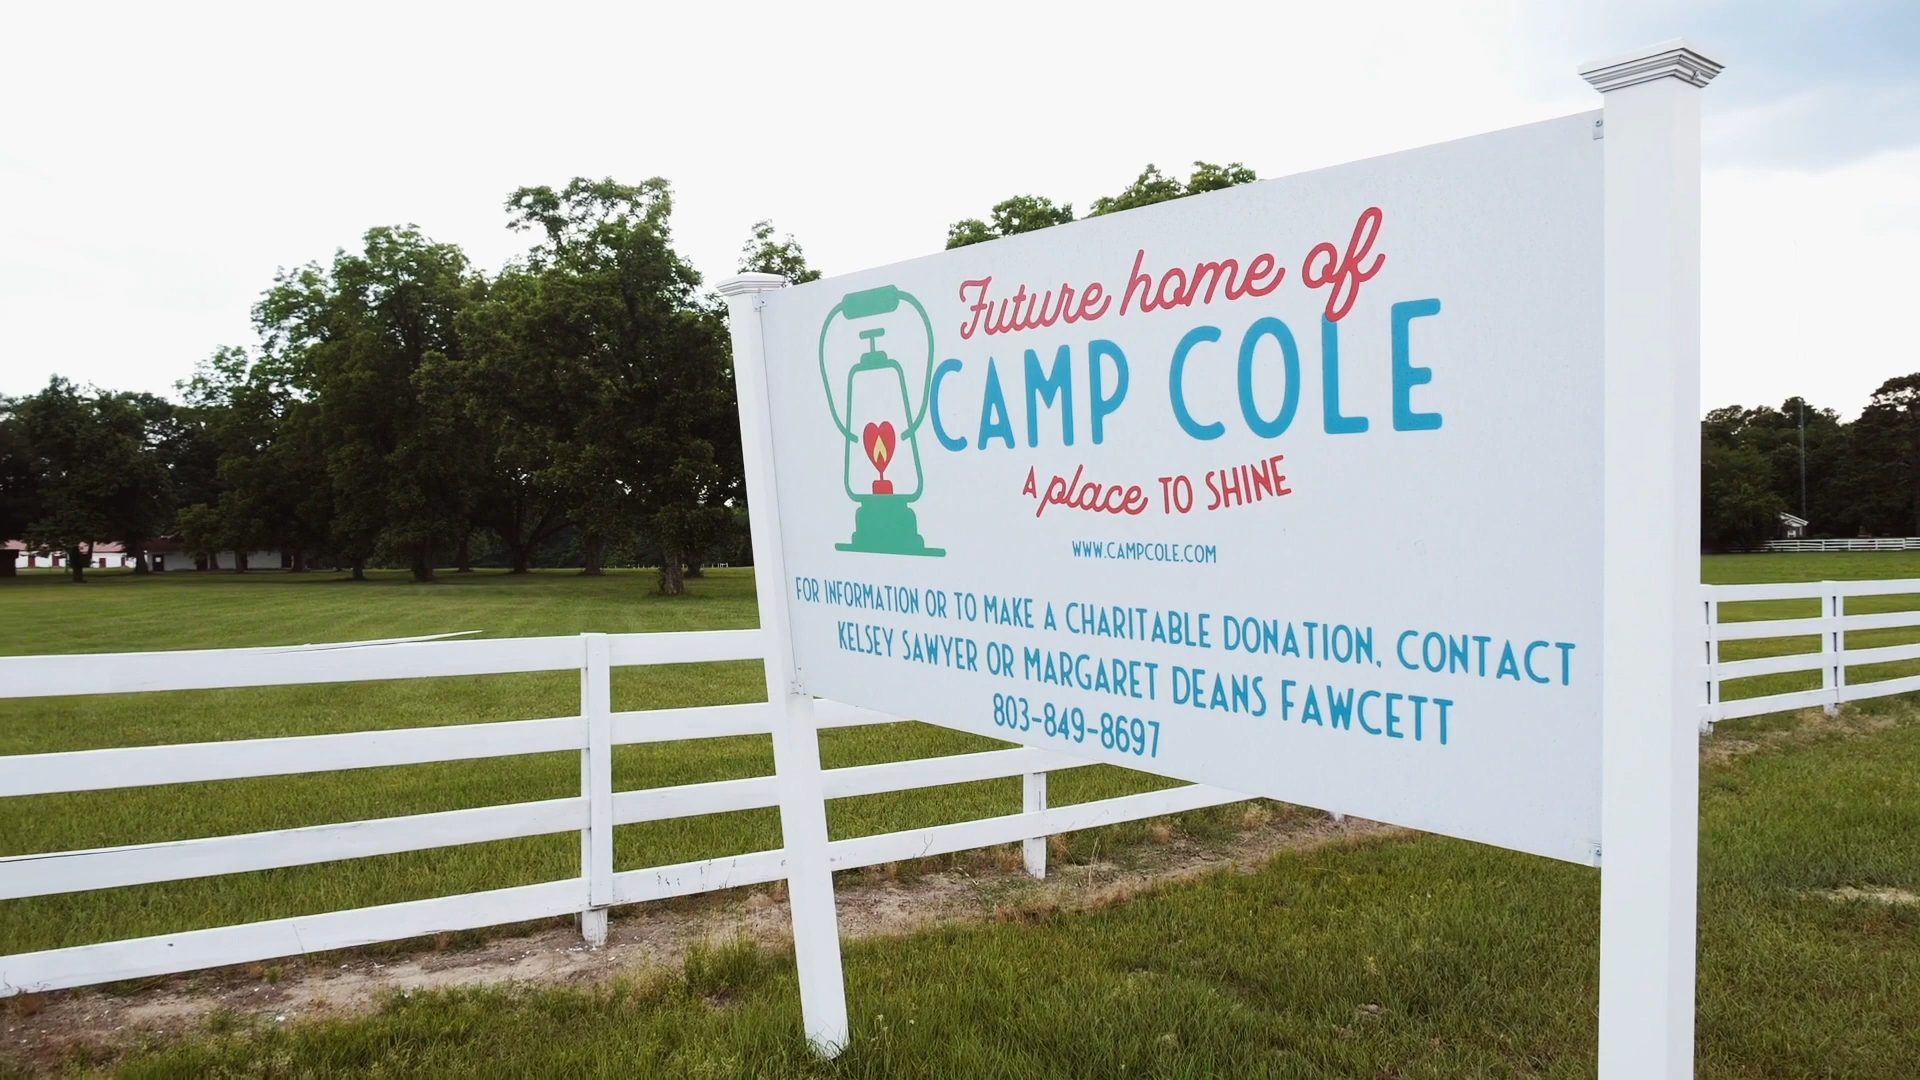 Future home of
CAMP COLE
A place TO SHINE
WWW.CAMPCOLE.COM
FOR INFORMATION OR TO MAKE A CHARITABLE DONATION, CONTACT
KELSEY SAWYER OR MARGARET DEANS FAWCETT
803-849-8697